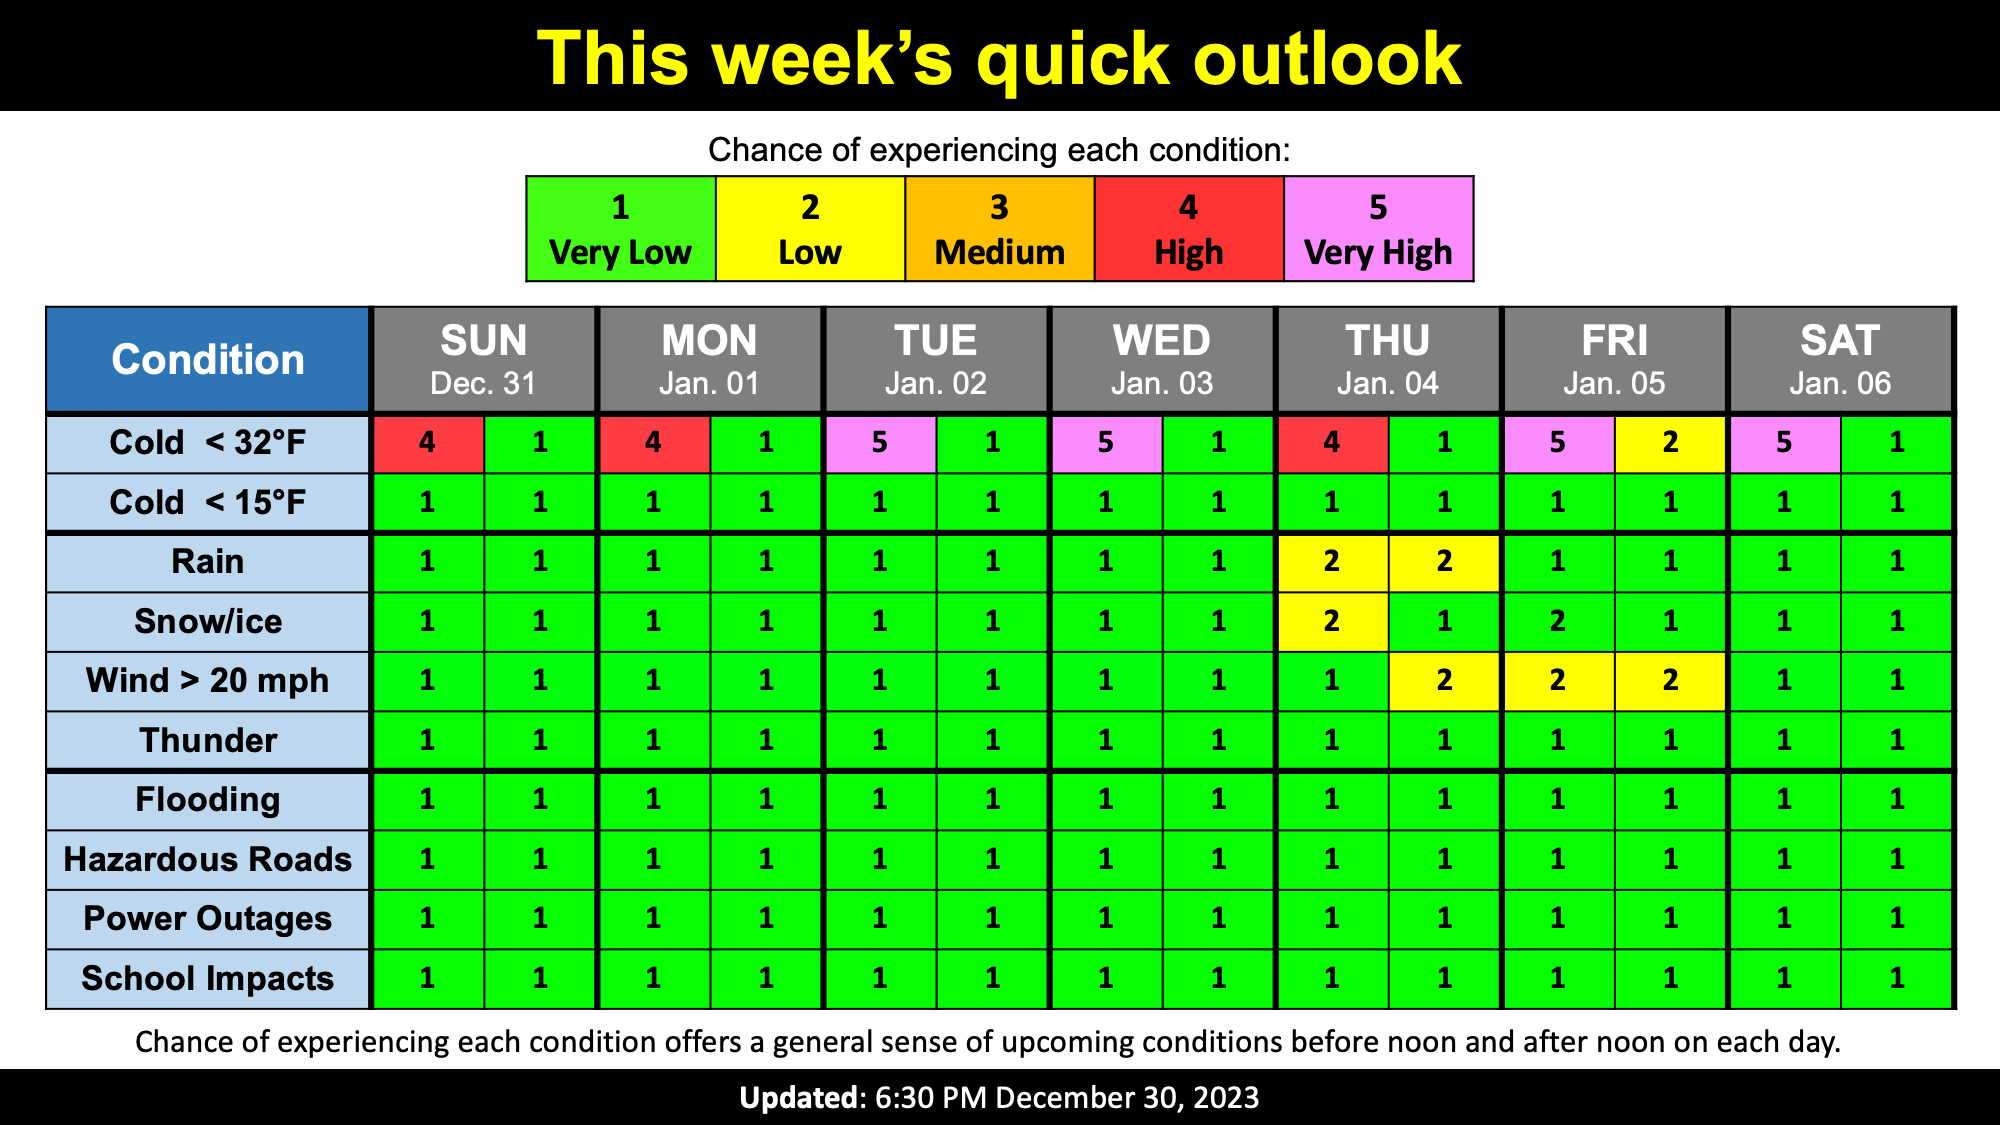 This week’s quick outlook
Chance of experiencing each condition:
1 2 3 4 5
Very Low Low Medium High Very High
Condition SUN MON TUE WED THU FRI SAT
Dec. 31 Jan. 01 Jan. 02 Jan. 03 Jan. 04 Jan. 05 Jan. 06
Cold < 32°F 4 1 4 1 5 1 5 1 4 1 5 2 5 1
Cold < 15°F 1 1 1 1 1 1 1 1 1 1 1 1 1 1
Rain 1 1 1 1 1 1 1 1 2 2 1 1 1 1
Snow/ice 1 1 1 1 1 1 1 1 2 1 2 1 1 1
Wind > 20 mph 1 1 1 1 1 1 1 1 1 2 2 2 1 1
Thunder 1 1 1 1 1 1 1 1 1 1 1 1 1 1
Flooding 1 1 1 1 1 1 1 1 1 1 1 1 1 1
Hazardous Roads 1 1 1 1 1 1 1 1 1 1 1 1 1 1
Power Outages 1 1 1 1 1 1 1 1 1 1 1 1 1 1
School Impacts 1 1 1 1 1 1 1 1 1 1 1 1 1 1
Chance of experiencing each condition offers a general sense of upcoming conditions before noon and after noon on each day.
Updated: 6:30 PM December 30, 2023